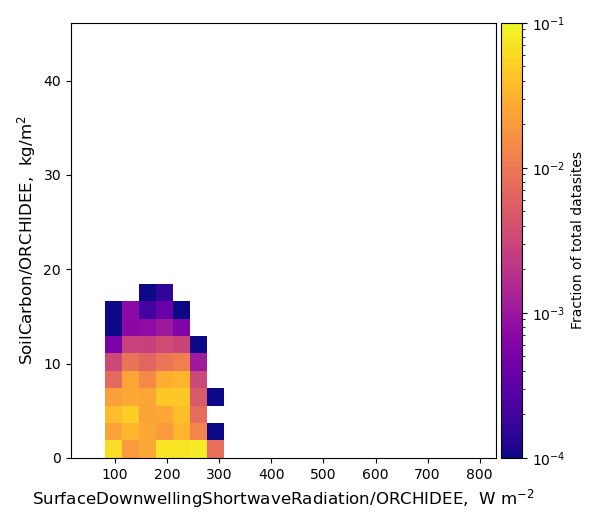 SoilCarbon/ORCHIDEE, kg/m²
40
30
20
10
0
100 200 300 400 500 600 700 800
SurfaceDownwellingShortwaveRadiation/ORCHIDEE, W m⁻²
10⁻¹
10⁻²
10⁻³
10⁻⁴
Fraction of total datasites